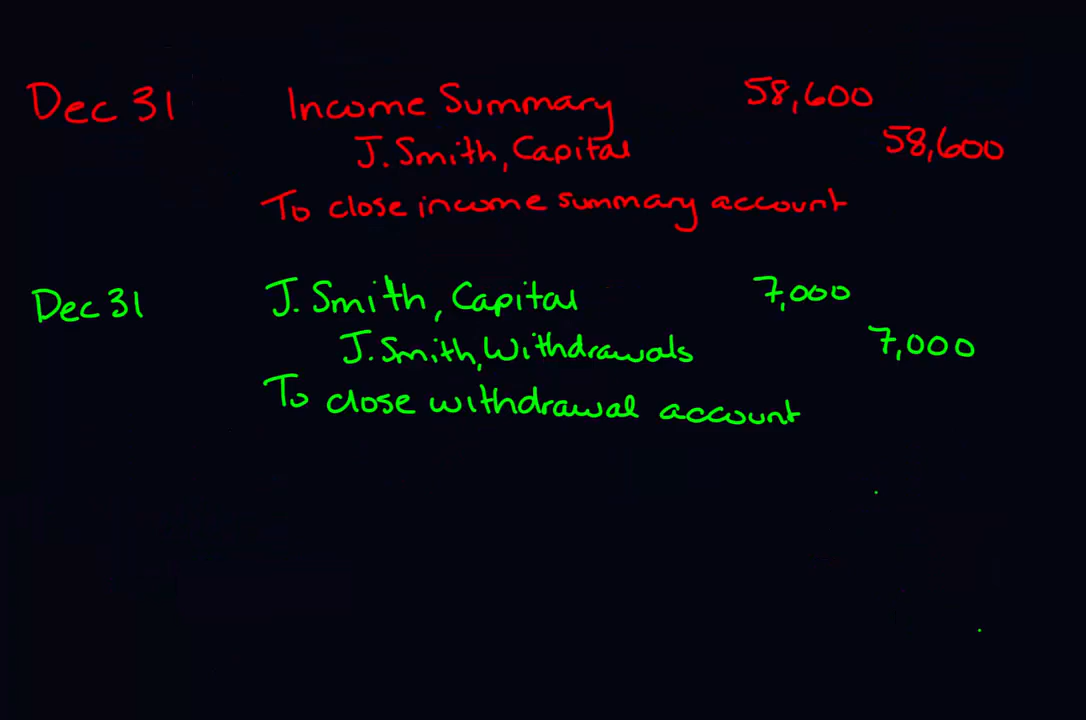 Dec 31 Income Summary 58,600
J. Smith, Capital 58,600
To close income summary account
Dec 31 J. Smith, Capital 7,000
J. Smith, Withdrawals 7,000
To close withdrawal account